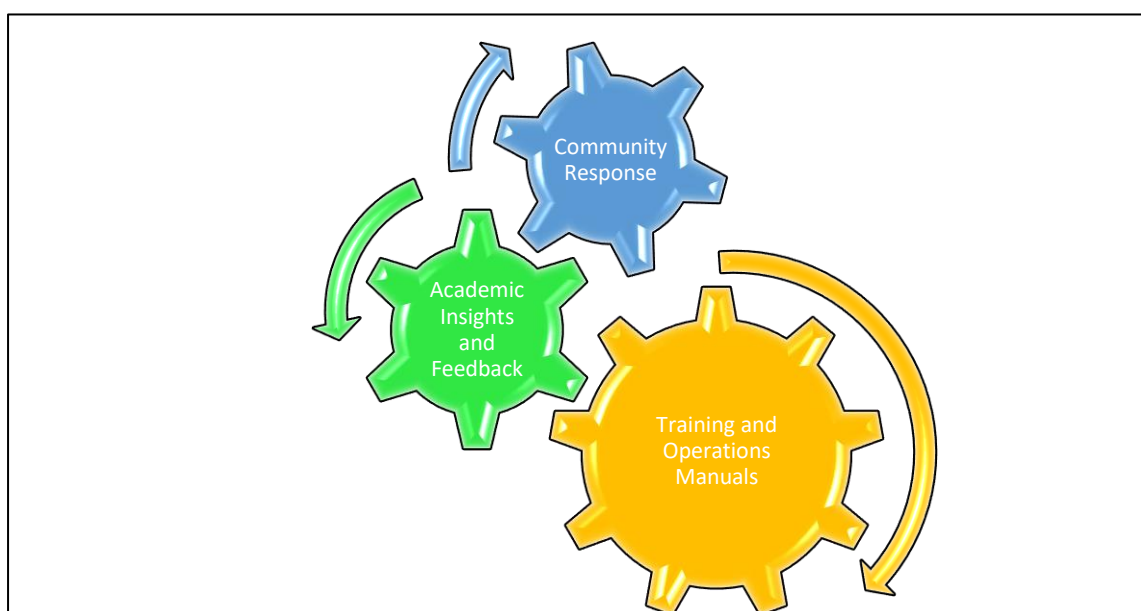 Community
Response
Academic
Insights
and
Feedback
Training and
Operations
Manuals